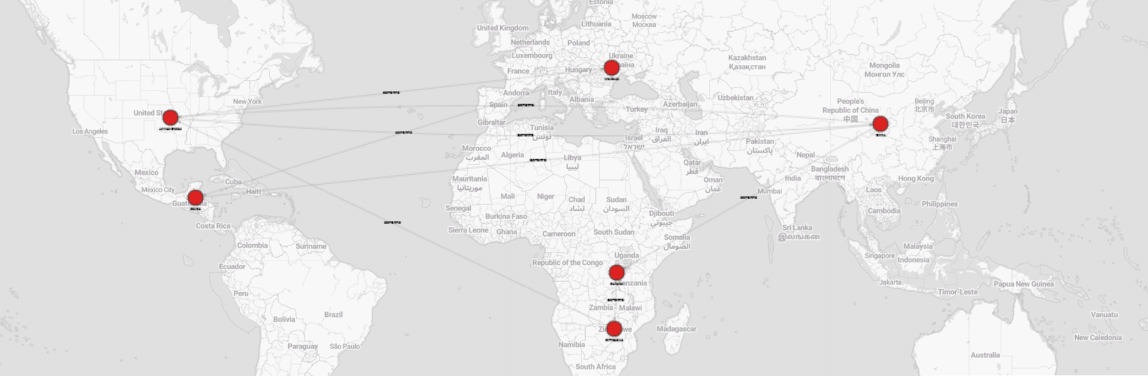 Estonia
Moscow
Москва
Lithuania
United Kingdom
Netherlands
Poland
Luxembourg
Ukraine
France
Hungary
Kazakhstan
Қазақстан
Mongolia
Монгол Улс
Andorra
Italy
Spain
Albania
Uzbekistan
Azerbaijan
Turkey
New York
United St
People's
Republic of China
中国
Beijing
北京市
South Korea
대한민국
Japan
日本
Los Angeles
Gibraltar
Tunisia
تونس
Israel
ישראל
Iraq
العراق
Iran
ایران
Pakistan
پاکستان
Shanghai
上海市
Morocco
المغرب
Algeria
Libya
ليبيا
Qatar
قطر
Nepal
Bangladesh
বাংলাদেশ
Mexico
Mexico City
Cuba
Haiti
Mauritania
موريتانيا
Mali
Niger
Chad
تشاد
Sudan
السودان
Oman
عُمان
India
Mumbai
Laos
Hong Kong
Guatem
Costa Rica
Senegal
Burkina Faso
Sierra Leone
Ghana
Cameroon
South Sudan
Djibouti
جيبوتي
Somalia
الصومال
Sri Lanka
Cambodia
Philippines
Colombia
Suriname
Ecuador
Republic of the Congo
Uganda
Malaysia
Singapore
Indonesia
Jakarta
Timor-Leste
Papua New Guinea
Peru
Brazil
Bolivia
Tanzania
Zambia
Malawi
Madagascar
Vanuatu
New Caledonia
Paraguay
São Paulo
Namibia
South Africa
Australia